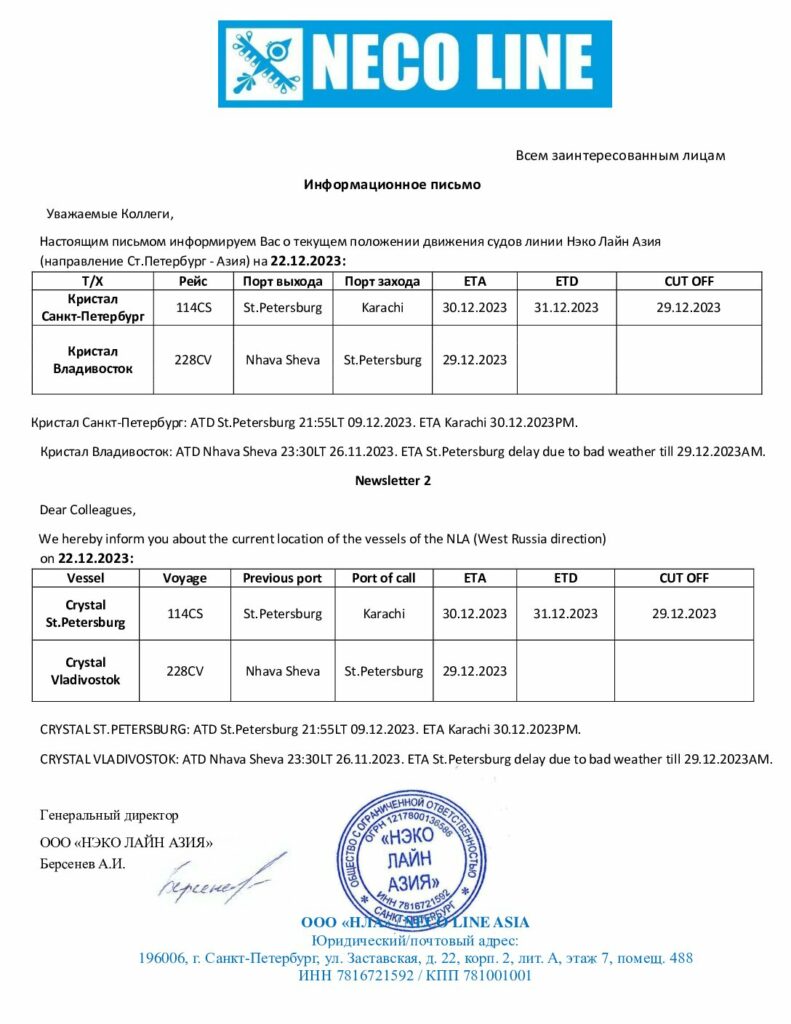 NECO LINE
Всем заинтересованным лицам
Информационное письмо
Уважаемые Коллеги,
Настоящим письмом информируем Вас о текущем положении движения судов линии Нэко Лайн Азия
(направление Ст.Петербург - Азия) на 22.12.2023:
Т/Х Рейс Порт выхода Порт захода ETA ETD CUT OFF
Кристал
Санкт-Петербург 114CS St.Petersburg Karachi 30.12.2023 31.12.2023 29.12.2023
Кристал
Владивосток 228CV Nhava Sheva St.Petersburg 29.12.2023
Кристал Санкт-Петербург: ATD St.Petersburg 21:55LT 09.12.2023. ETA Karachi 30.12.2023PM.
Кристал Владивосток: ATD Nhava Sheva 23:30LT 26.11.2023. ETA St.Petersburg delay due to bad weather till 29.12.2023AM.
Newsletter 2
Dear Colleagues,
We hereby inform you about the current location of the vessels of the NLA (West Russia direction)
on 22.12.2023:
Vessel Voyage Previous port Port of call ETA ETD CUT OFF
Crystal
St.Petersburg 114CS St.Petersburg Karachi 30.12.2023 31.12.2023 29.12.2023
Crystal
Vladivostok 228CV Nhava Sheva St.Petersburg 29.12.2023
CRYSTAL ST.PETERSBURG: ATD St.Petersburg 21:55LT 09.12.2023. ETA Karachi 30.12.2023PM.
CRYSTAL VLADIVOSTOK: ATD Nhava Sheva 23:30LT 26.11.2023. ETA St.Petersburg delay due to bad weather till 29.12.2023AM.
Генеральный директор
ООО «НЭКО ЛАЙН АЗИЯ»
Берсенев А.И.
Берсенев
ОБЩЕСТВО С ОГРАНИЧЕННОЙ ОТВЕТСТВЕННОСТЬЮ
ОГРН 1217800136586
«НЭКО
ЛАЙН
АЗИЯ»
ИНН 7816721592
САНКТ-ПЕТЕРБУРГ
ООО «НЛА» NECO LINE ASIA
Юридический/почтовый адрес:
196006, г. Санкт-Петербург, ул. Заставская, д. 22, корп. 2, лит. А, этаж 7, помещ. 488
ИНН 7816721592 / КПП 781001001